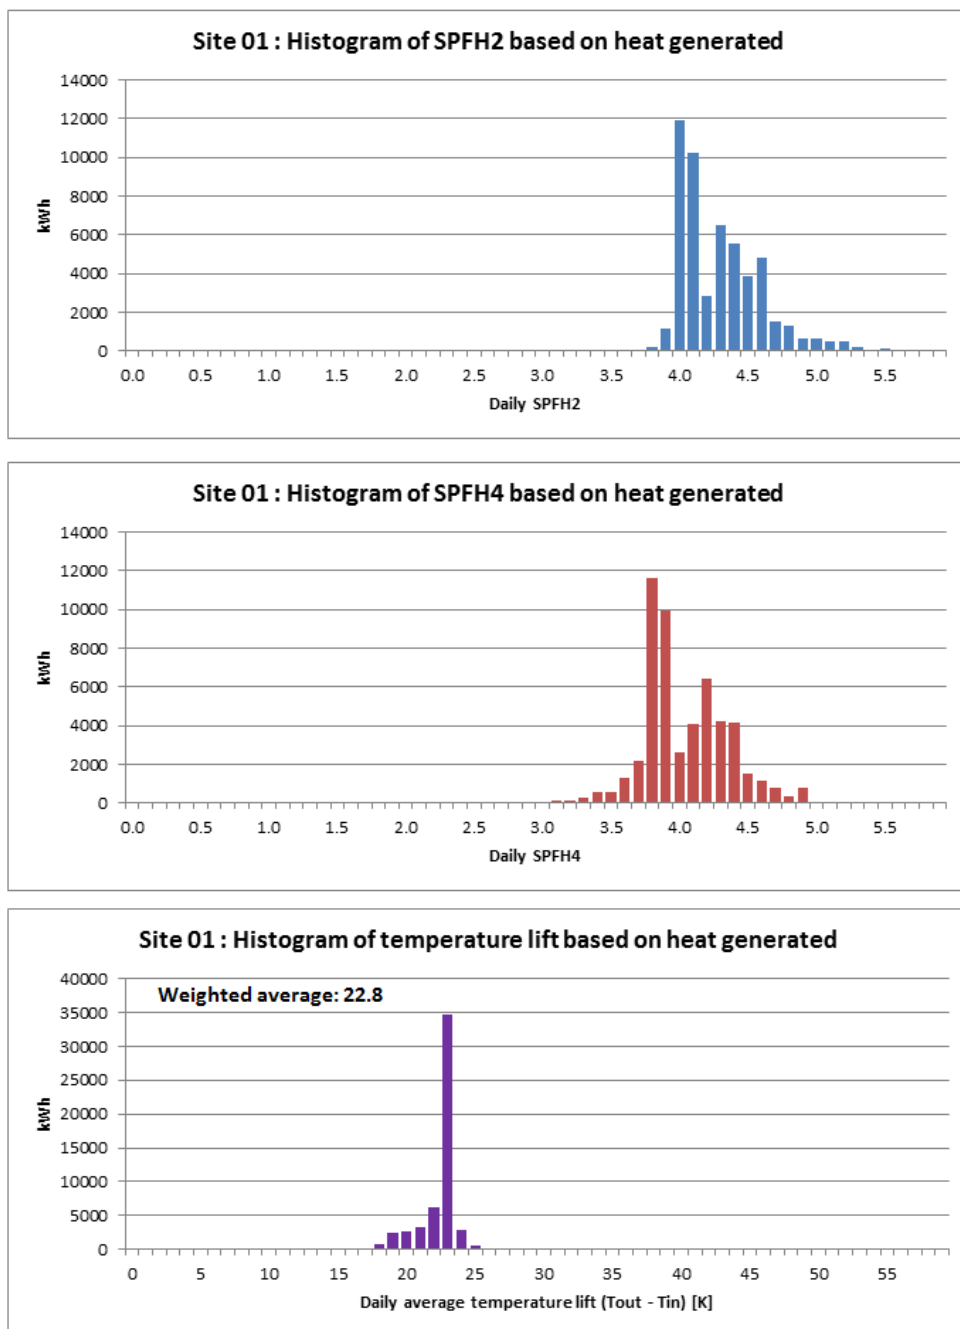 Site 01 : Histogram of SPFH2 based on heat generated
14000
12000
10000
8000
6000
4000
2000
0
kWh
0.0 0.5 1.0 1.5 2.0 2.5 3.0 3.5 4.0 4.5 5.0 5.5
Daily SPFH2
Site 01 : Histogram of SPFH4 based on heat generated
14000
12000
10000
8000
6000
4000
2000
0
kWh
0.0 0.5 1.0 1.5 2.0 2.5 3.0 3.5 4.0 4.5 5.0 5.5
Daily SPFH4
Site 01 : Histogram of temperature lift based on heat generated
Weighted average: 22.8
40000
35000
30000
25000
20000
15000
10000
5000
0
kWh
0 5 10 15 20 25 30 35 40 45 50 55
Daily average temperature lift (Tout - Tin) [K]